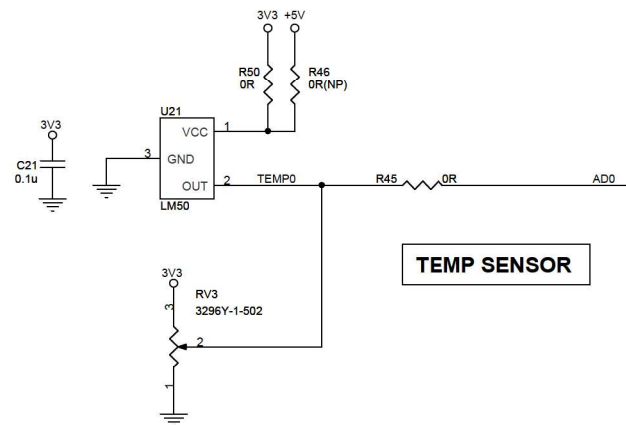 3V3 +5V
R50 R46
0R 0R(NP)
U21
3V3
VCC 1
C21
0.1u
3 GND
OUT 2 TEMP0 R45 0R AD0
LM50
TEMP SENSOR
3V3
RV3
3
3296Y-1-502
2
1